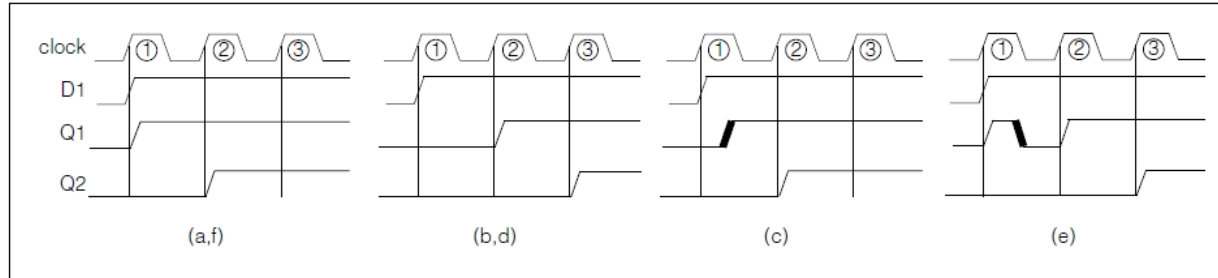 clock ① ② ③ ① ② ③ ① ② ③ ① ② ③
D1
Q1
Q2
(a,f) (b,d) (c) (e)